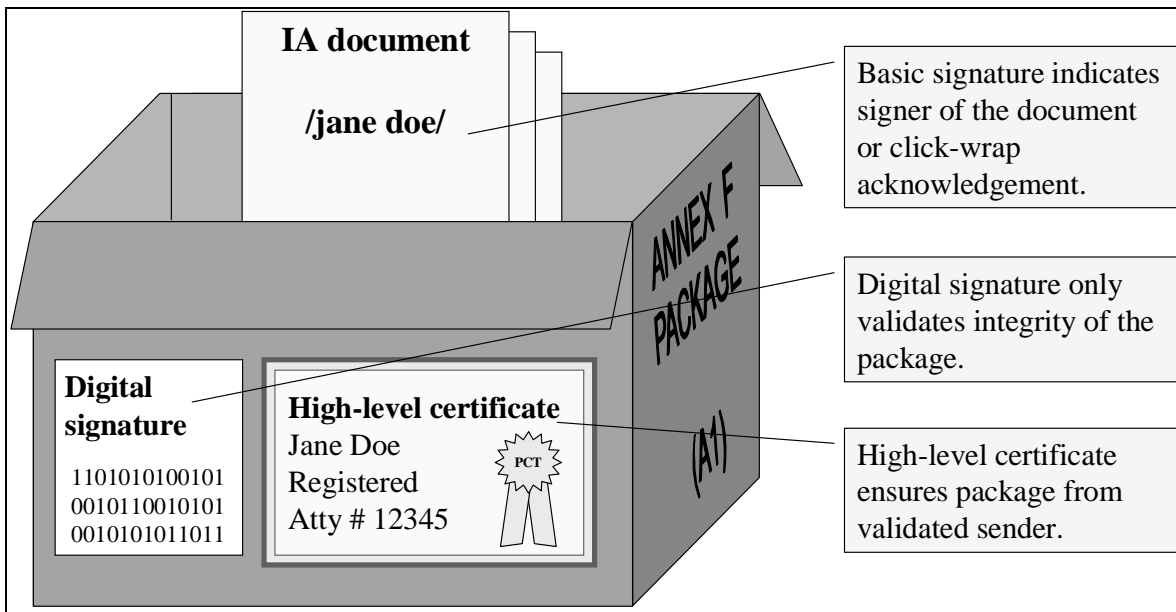 IA document
/jane doe/
Basic signature indicates
signer of the document
or click-wrap
acknowledgement.
ANNEX F
PACKAGE
(A1)
Digital signature only
validates integrity of the
package.
Digital
signature
1101010100101
0010110010101
0010101011011
High-level certificate
Jane Doe
Registered
Atty # 12345
PCT
High-level certificate
ensures package from
validated sender.